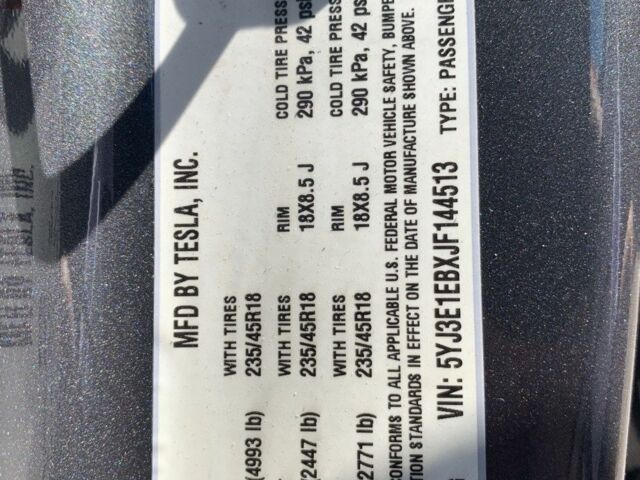 MFD BY TESLA, INC.
WITH TIRES
(4993 lb) 235/45R18
WITH TIRES RIM COLD TIRE PRESS
(2447 lb) 235/45R18 18X8.5 J 290 kPa, 42 psi
WITH TIRES RIM COLD TIRE PRESS
2771 lb) 235/45R18 18X8.5 J 290 kPa, 42 ps
CONFORMS TO ALL APPLICABLE U.S. FEDERAL MOTOR VEHICLE SAFETY, BUMPE
TION STANDARDS IN EFFECT ON THE DATE OF MANUFACTURE SHOWN ABOVE.
VIN: 5YJ3E1EBXJF144513 TYPE: PASSENGE